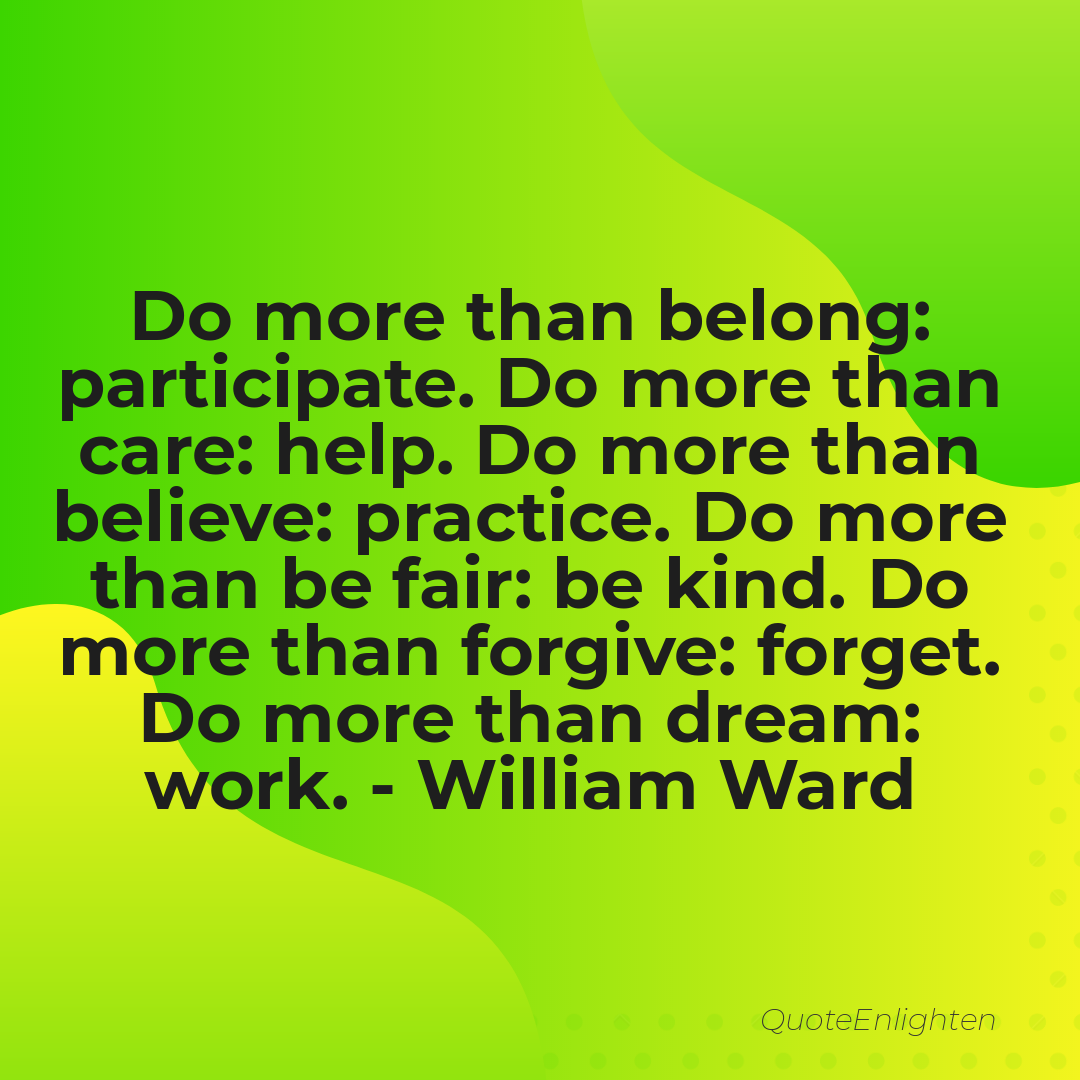 Do more than belong:
participate. Do more than
care: help. Do more than
believe: practice. Do more
than be fair: be kind. Do
more than forgive: forget.
Do more than dream:
work. - William Ward
QuoteEnlighten